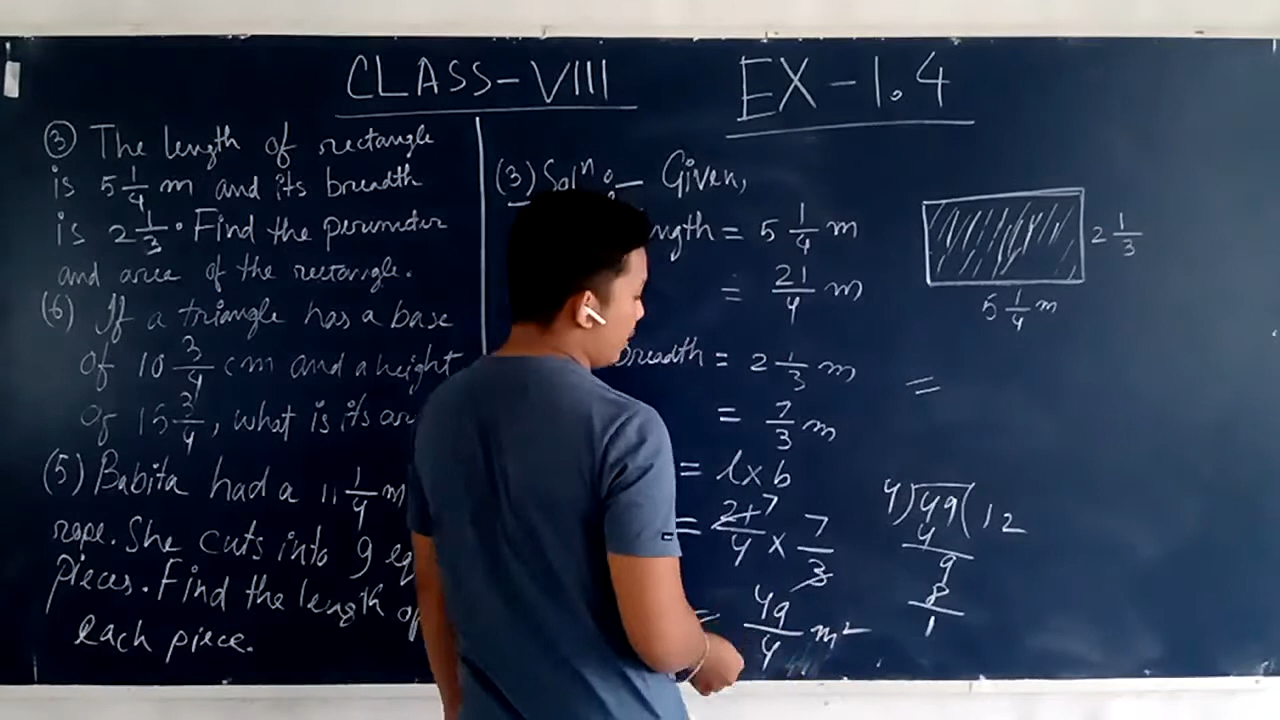 CLASS-VIII
EX-1.4
(3) The length of rectangle
is 5 1/4 m and its breadth
is 2 1/3. Find the perimeter
and area of the rectangle.
(6) If a triangle has a base
of 10 3/4 cm and a height
of 15 3/4, what is its
(5) Babita had a 11 1/4 m
rope. She cuts into 9
pieces. Find the length of
each piece.
(3) Solⁿ:- Given,
= 5 1/4 m
= 21/4 m
Breadth = 2 1/3 m
= 7/3 m
= l x b
= 21/4 7 x 7/3
= 49/4 m²
2 1/3
5 1/4 m
=
4)49(12
4
9
8
1